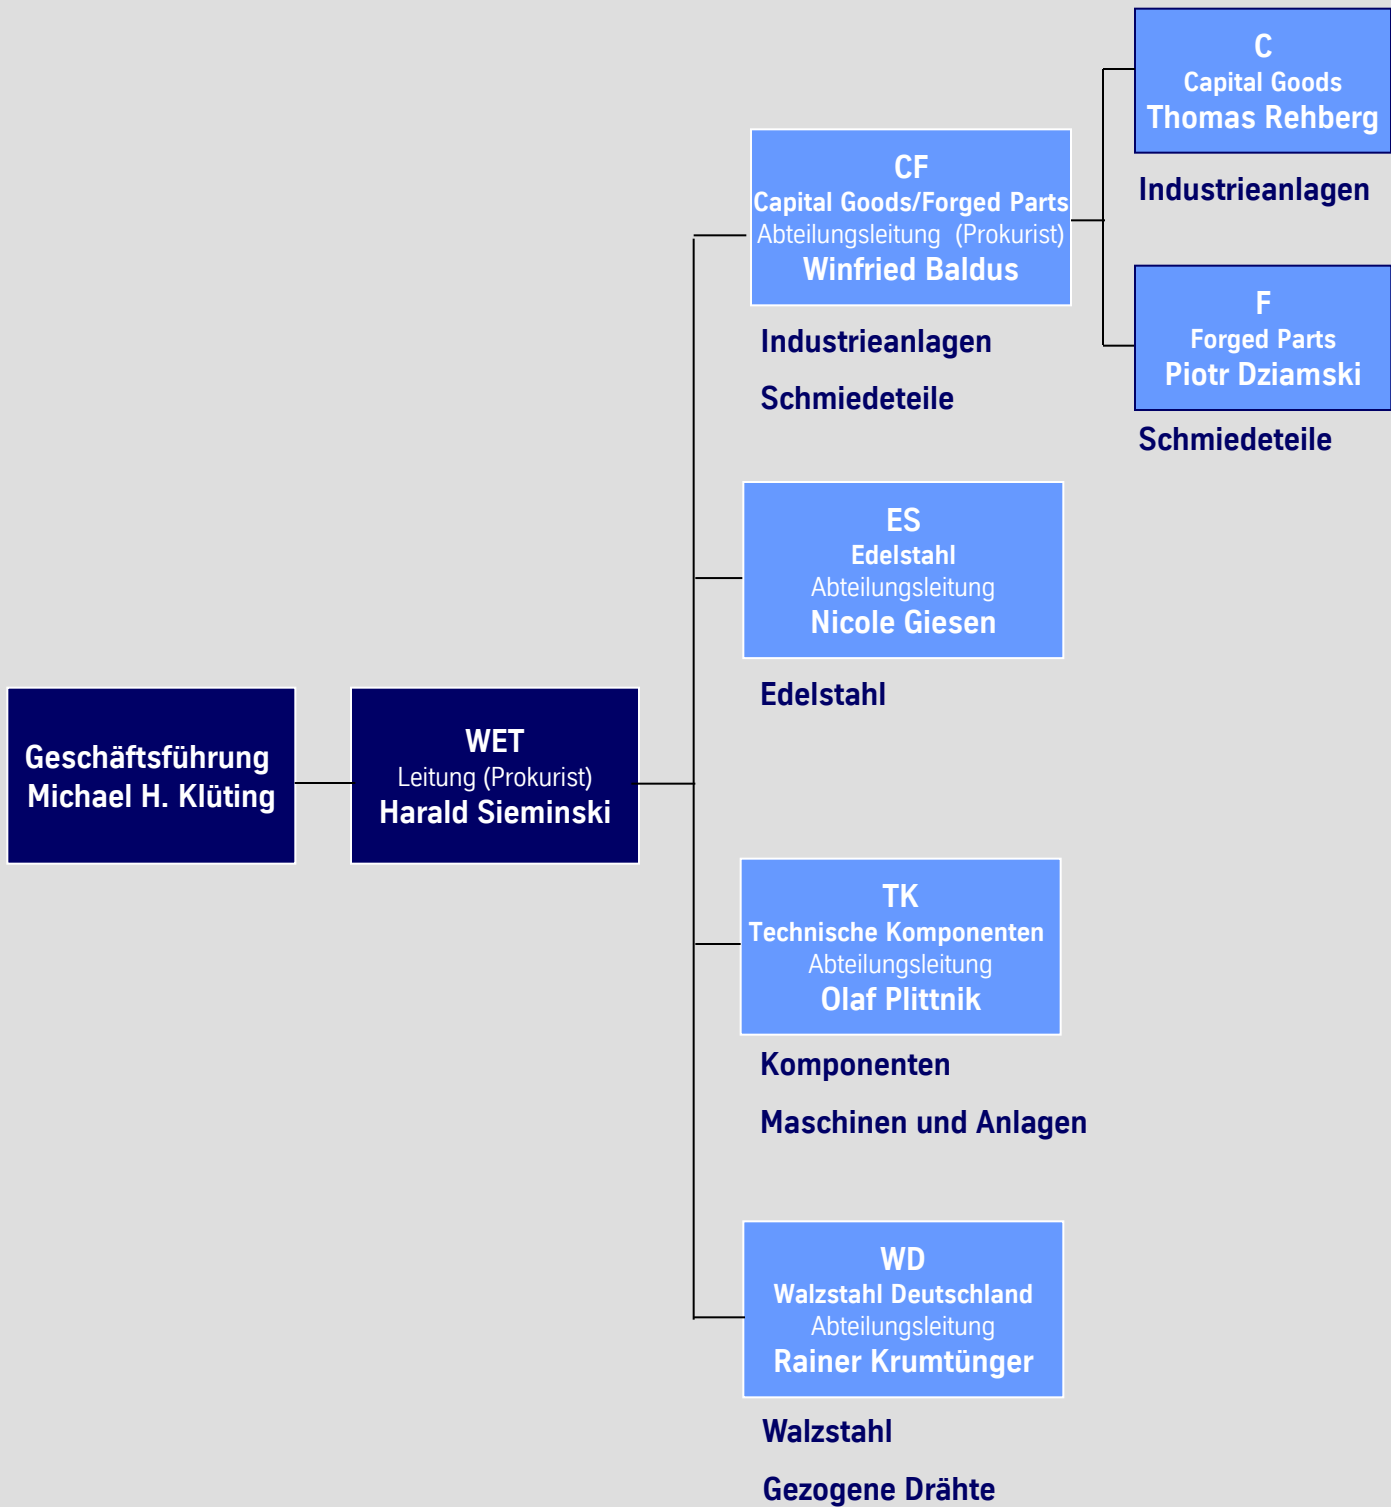 Geschäftsführung
Michael H. Klüting
WET
Leitung (Prokurist)
Harald Sieminski
CF
Capital Goods/Forged Parts
Abteilungsleitung (Prokurist)
Winfried Baldus
Industrieanlagen
Schmiedeteile
C
Capital Goods
Thomas Rehberg
Industrieanlagen
F
Forged Parts
Piotr Dziamski
Schmiedeteile
ES
Edelstahl
Abteilungsleitung
Nicole Giesen
Edelstahl
TK
Technische Komponenten
Abteilungsleitung
Olaf Plittnik
Komponenten
Maschinen und Anlagen
WD
Walzstahl Deutschland
Abteilungsleitung
Rainer Krumtünger
Walzstahl
Gezogene Drähte